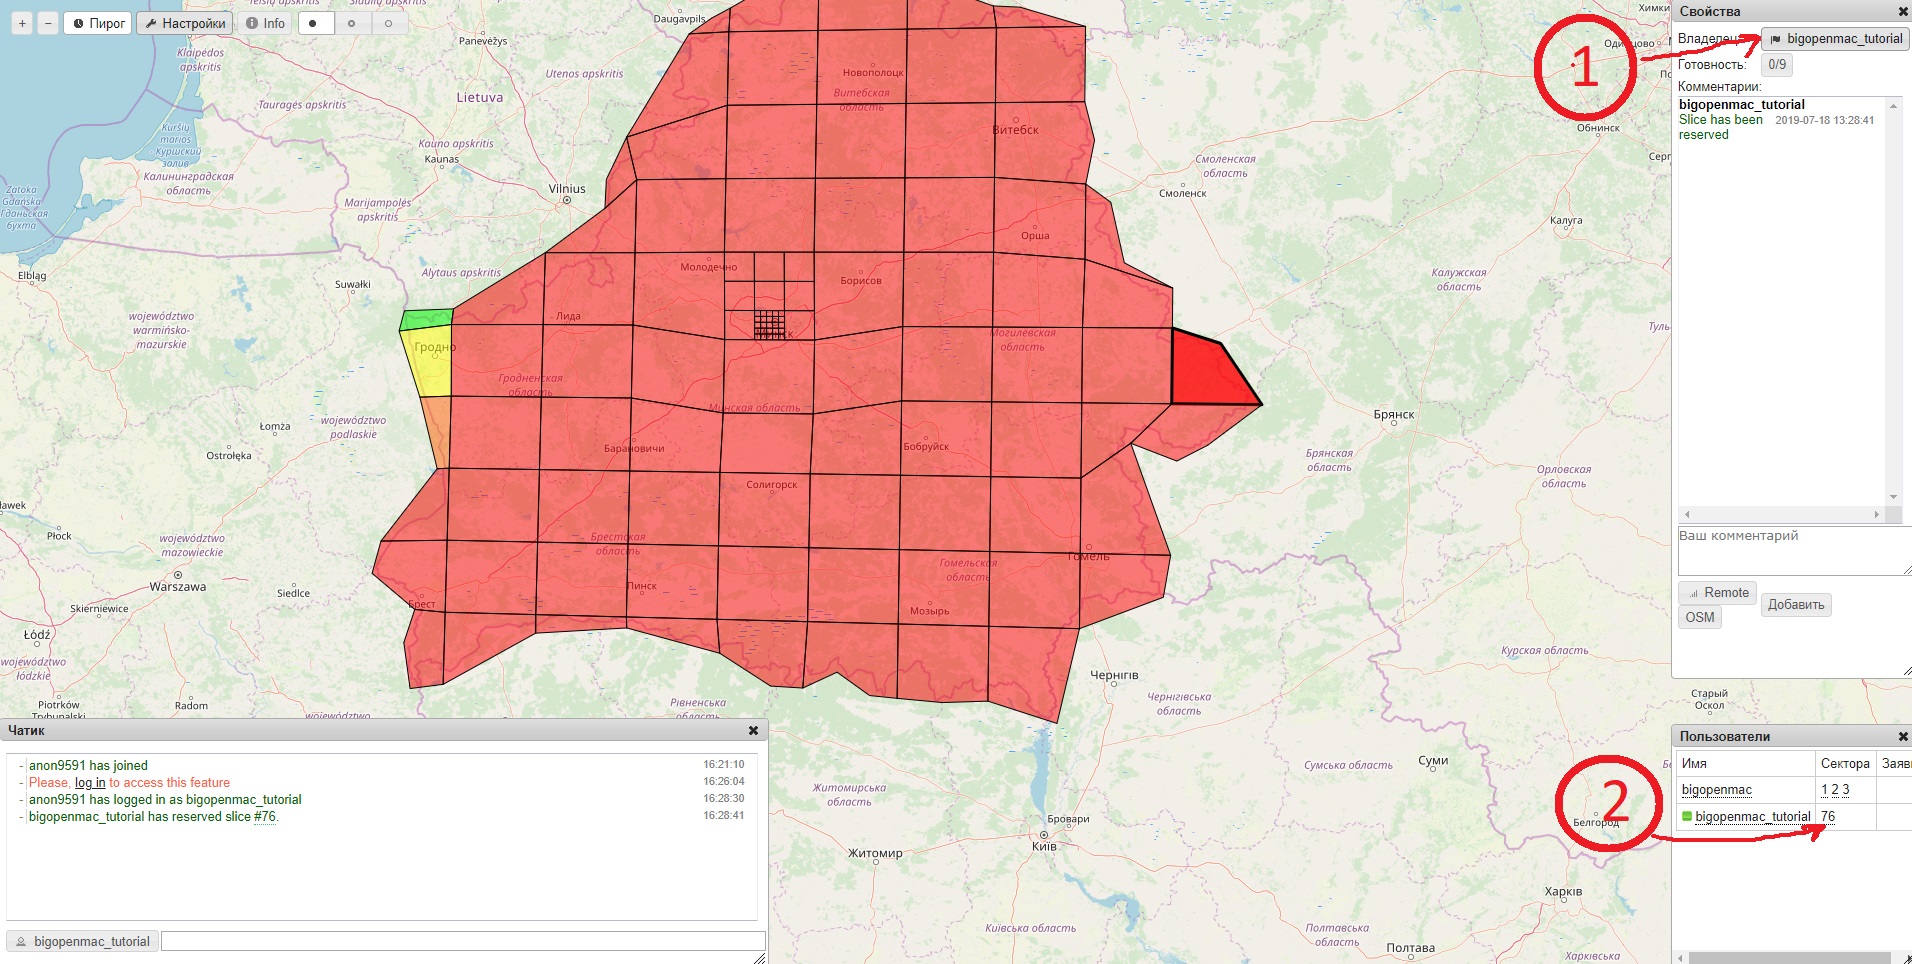 +
−
Пирог
Настройки
Info
Daugavpils
Panevėžys
Klaipėdos
apskritis
Utenos apskritis
Lietuva
Tauragės apskritis
Kuršių
marios
Куршский
залив
Kauno apskritis
Kaunas
Калининградская
область
Zatoka
Gdańska
Гданьская
бухта
Vilnius
Marijampolės
apskritis
Elbląg
Alytaus apskritis
Suwałki
województwo
warmińsko-
mazurskie
Новополоцк
Витебская
область
Витебск
Смоленская
область
Смоленск
Орша
Молодечно
Борисов
Лида
Гродно
Гродненская
область
Минская область
Могилевская
область
Калуга
Калужская
область
Обнинск
Химки
Одинцово
Туль
województwo
podlaskie
Łomża
Ostrołęka
Барановичи
Бобруйск
Солигорск
Брянск
Брянская
область
Орловская
область
Płock
województwo
mazowieckie
Warszawa
Siedlce
Skierniewice
Łódź
województwo
łódzkie
Piotrków
Trybunalski
Radom
województwo
Брестская
область
Пинск
Брест
Гомельская
область
Гомель
Мозырь
Рівненська
область
Чернігів
Чернігівська
область
Курская область
Старый
Оскол
Сумська область
Суми
Белгород
Житомирська
область
Житомир
Бровари
Київ
Київська область
Полтавська
область
Полтава
Харків
Харківська
1
Свойства
Владелец:
bigopenmac_tutorial
Готовность:
0/9
Комментарии:
bigopenmac_tutorial
Slice has been 2019-07-18 13:28:41
reserved
Ваш комментарий
Remote
OSM
Добавить
2
Пользователи
Имя Сектора Заяв
bigopenmac 1 2 3
bigopenmac_tutorial 76
Чатик
- anon9591 has joined 16:21:10
- Please, log in to access this feature 16:26:04
- anon9591 has logged in as bigopenmac_tutorial 16:28:30
- bigopenmac_tutorial has reserved slice #76. 16:28:41
bigopenmac_tutorial